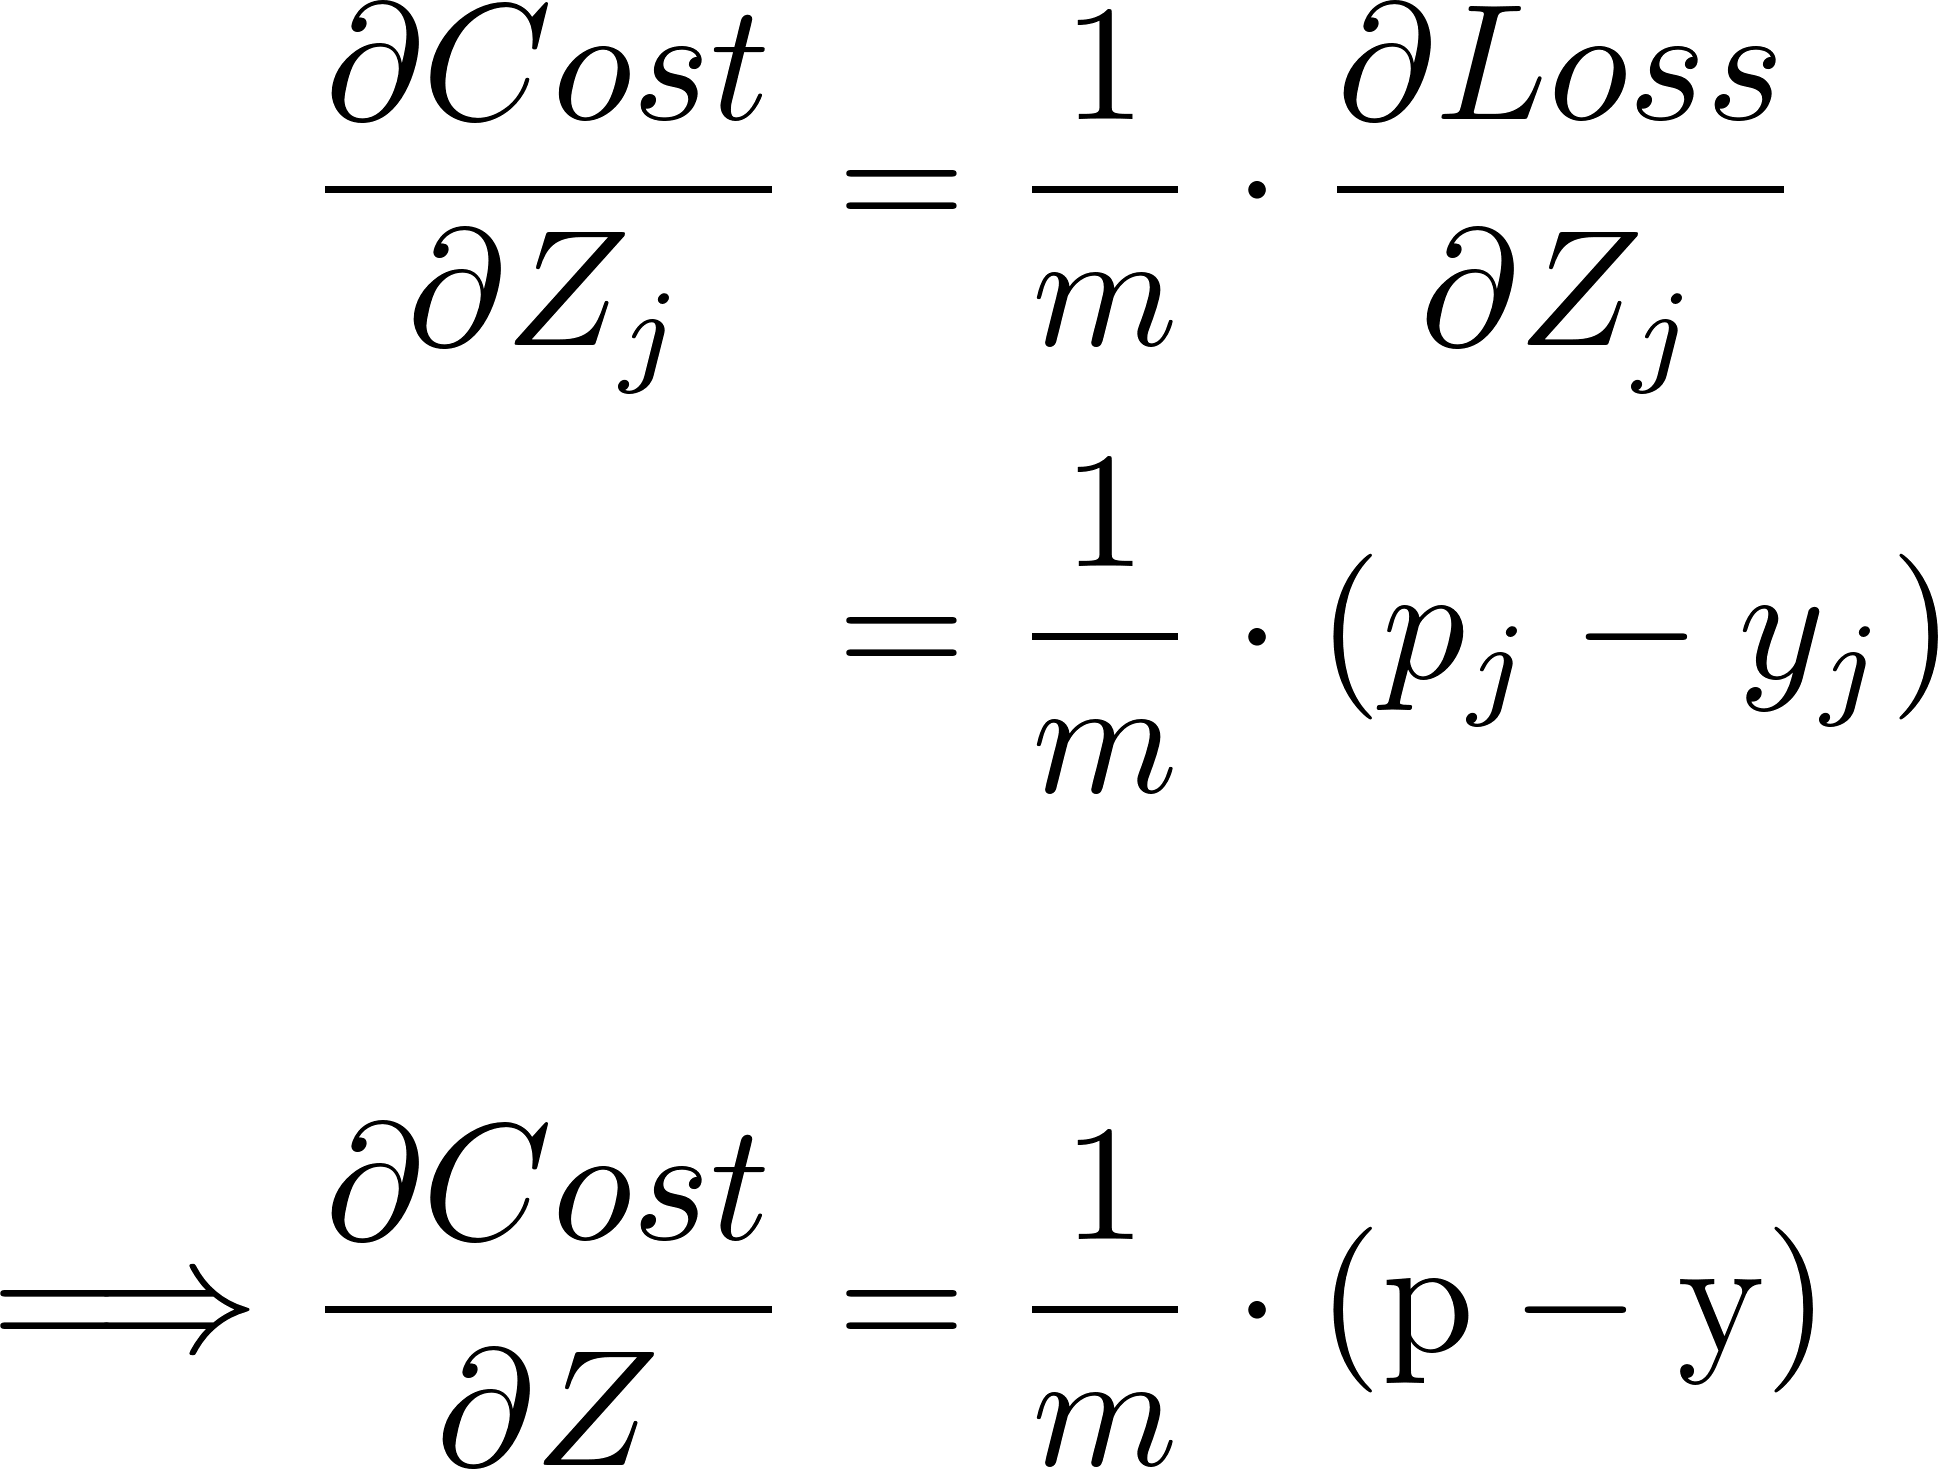 ∂Cost/∂Z_j = 1/m · ∂Loss/∂Z_j
= 1/m · (p_j − y_j)
⟹ ∂Cost/∂Z = 1/m · (p − y)